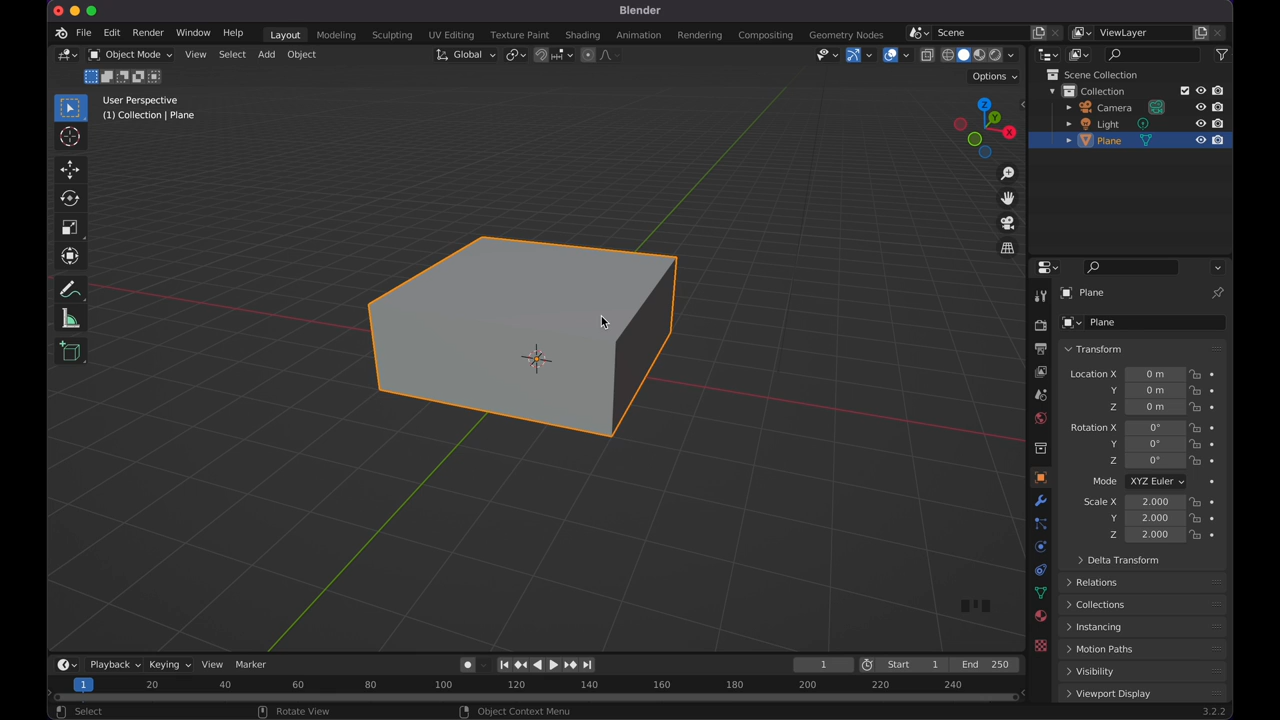 Blender
File Edit Render Window Help Layout Modeling Sculpting UV Editing Texture Paint Shading Animation Rendering Compositing Geometry Nodes Scene ViewLayer
Object Mode View Select Add Object Global
Options
User Perspective
(1) Collection | Plane
Z
Y
X
Scene Collection
Collection
Camera
Light
Plane
Plane
Plane
Transform
Location X 0 m
Y 0 m
Z 0 m
Rotation X 0°
Y 0°
Z 0°
Mode XYZ Euler
Scale X 2.000
Y 2.000
Z 2.000
Delta Transform
Relations
Collections
Instancing
Motion Paths
Visibility
Viewport Display
Playback Keying View Marker 1 Start 1 End 250
1 20 40 60 80 100 120 140 160 180 200 220 240
Select Rotate View Object Context Menu 3.2.2